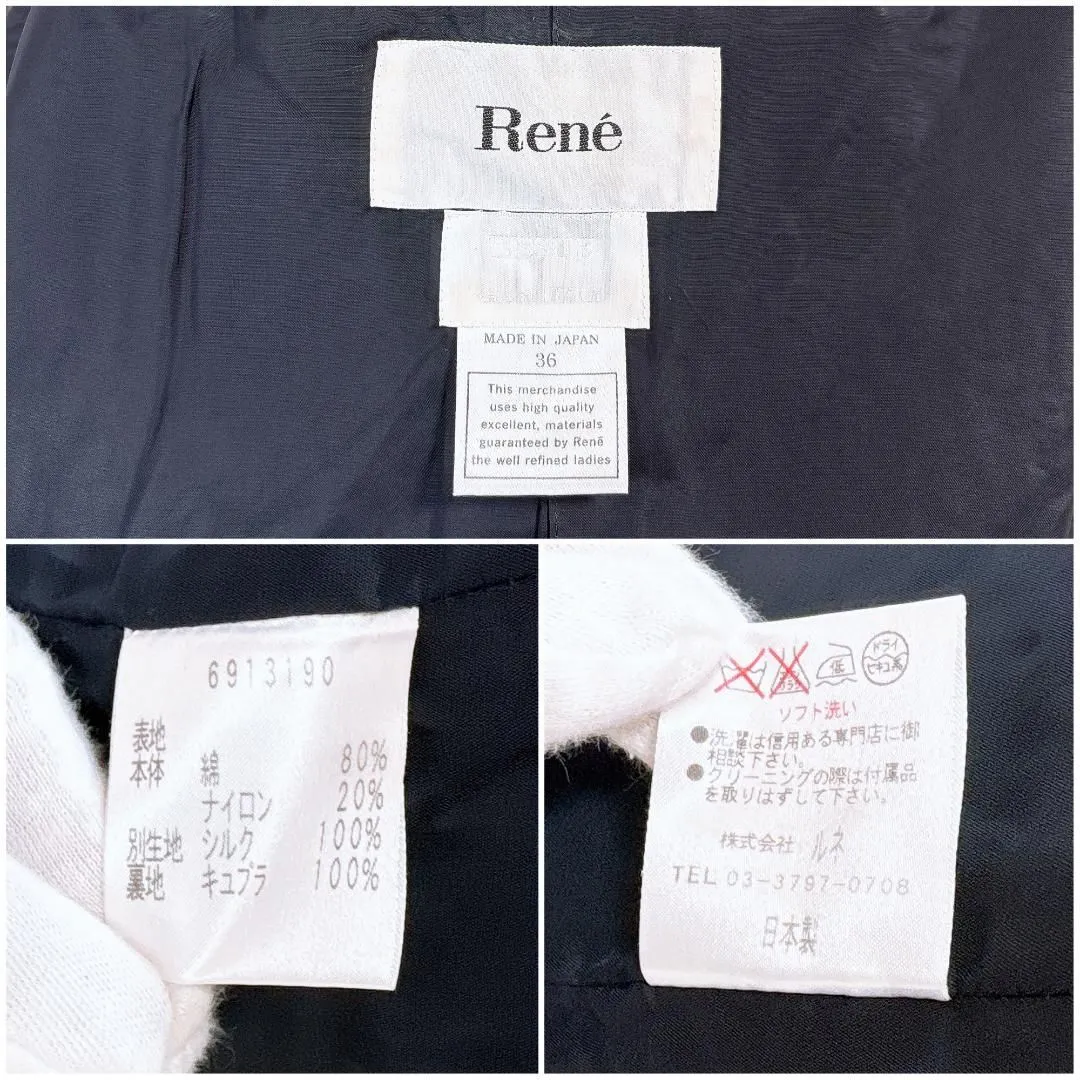 René
MADE IN JAPAN
36
This merchandise
uses high quality
excellent, materials
guaranteed by René
the well refined ladies
6913190
表地
本体 綿 80%
ナイロン 20%
別生地 シルク 100%
裏地 キュプラ 100%
低
ドライ
セキユ系
ソフト洗い
●洗濯は信用ある専門店に御
相談下さい。
●クリーニングの際は付属品
を取りはずして下さい。
株式会社 ルネ
TEL 03-3797-0708
日本製